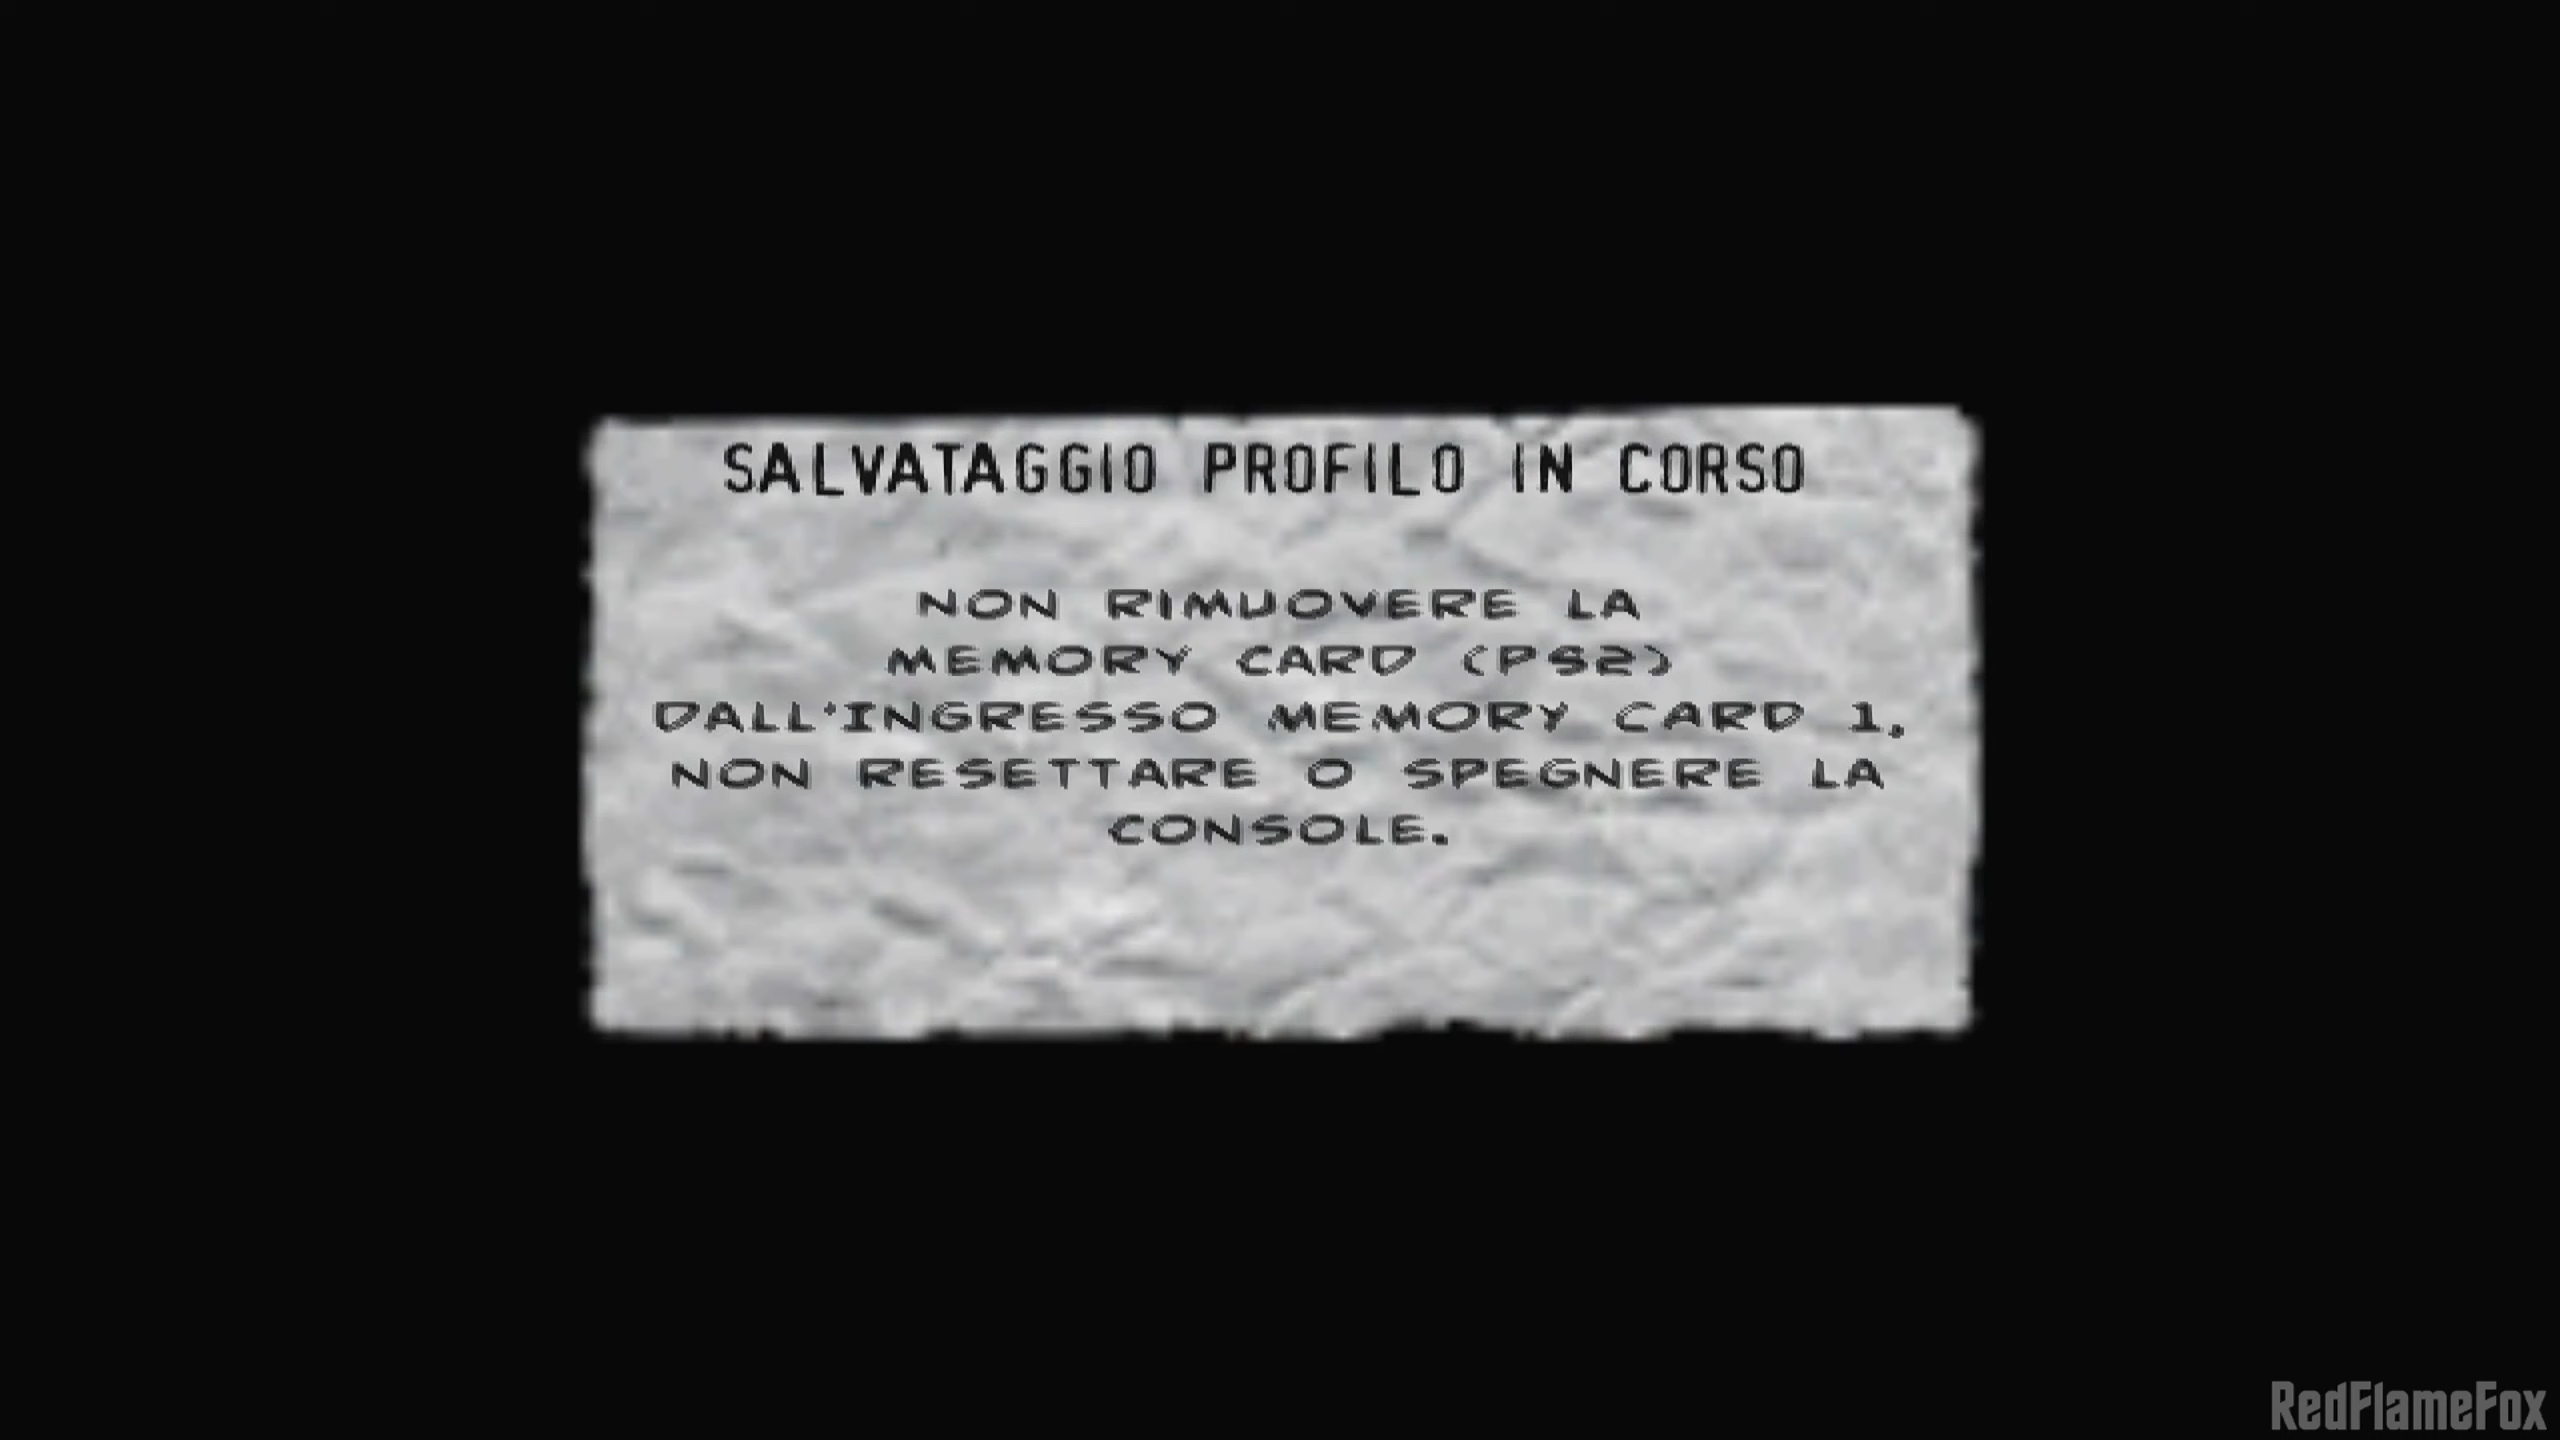 SALVATAGGIO PROFILO IN CORSO
NON RIMUOVERE LA
MEMORY CARD (PS2)
DALL'INGRESSO MEMORY CARD 1,
NON RESETTARE O SPEGNERE LA
CONSOLE.
RedFlameFox